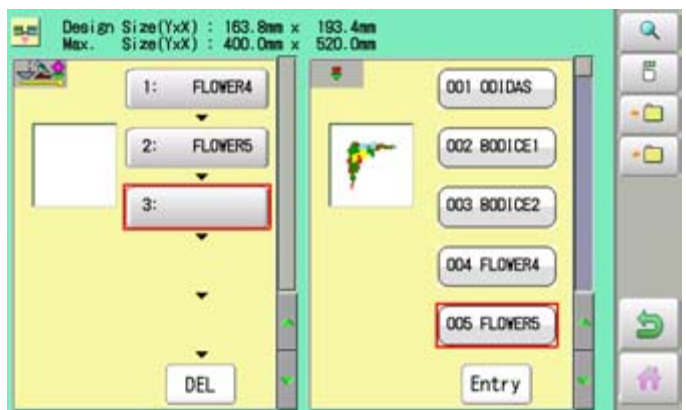 Design Size(YxX) : 163.8mm x 193.4mm
Max. Size(YxX) : 400.0mm x 520.0mm
1: FLOWER4
2: FLOWER5
3:
DEL
001 ODIDAS
002 BODICE1
003 BODICE2
004 FLOWER4
005 FLOWER5
Entry